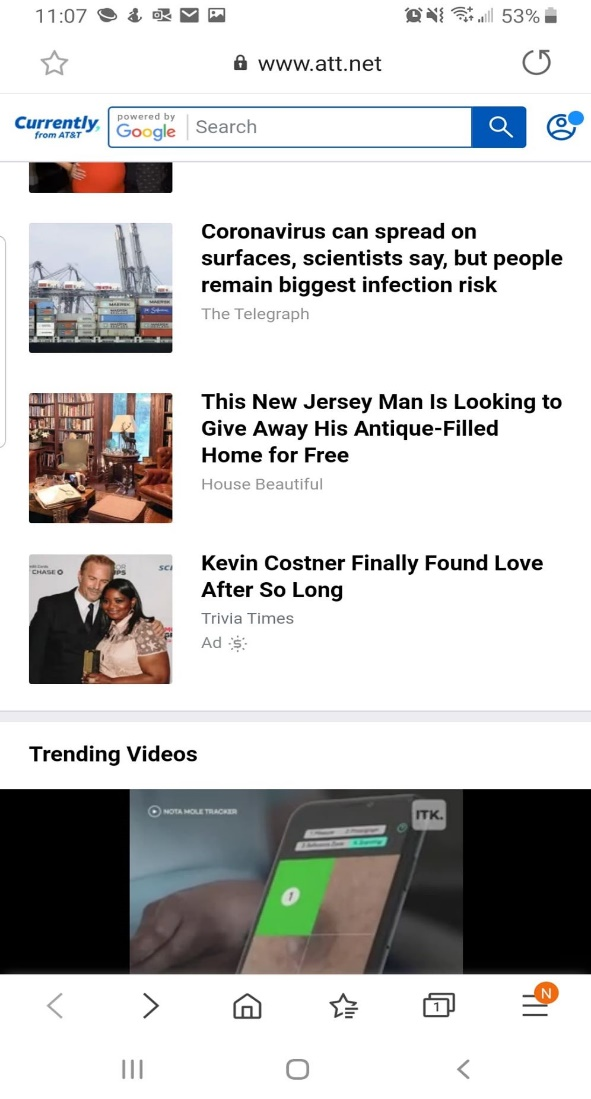 11:07
53%
www.att.net
Currently,
from AT&T
powered by
Google
Search
Coronavirus can spread on
surfaces, scientists say, but people
remain biggest infection risk
The Telegraph
This New Jersey Man Is Looking to
Give Away His Antique-Filled
Home for Free
House Beautiful
CHASE
Kevin Costner Finally Found Love
After So Long
Trivia Times
Ad
Trending Videos
NOTA MOLE TRACKER
ITK.
1
1
N